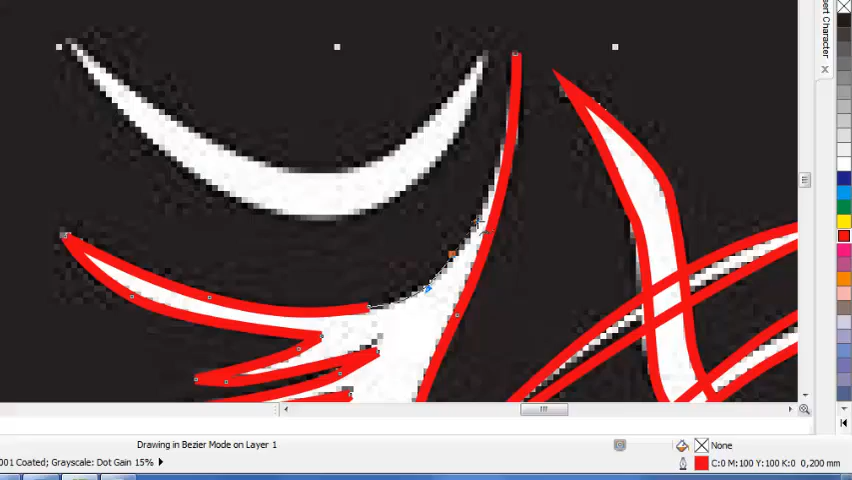 ert Character
Drawing in Bezier Mode on Layer 1
None
001 Coated; Grayscale: Dot Gain 15%
C:0 M:100 Y:100 K:0 0,200 mm